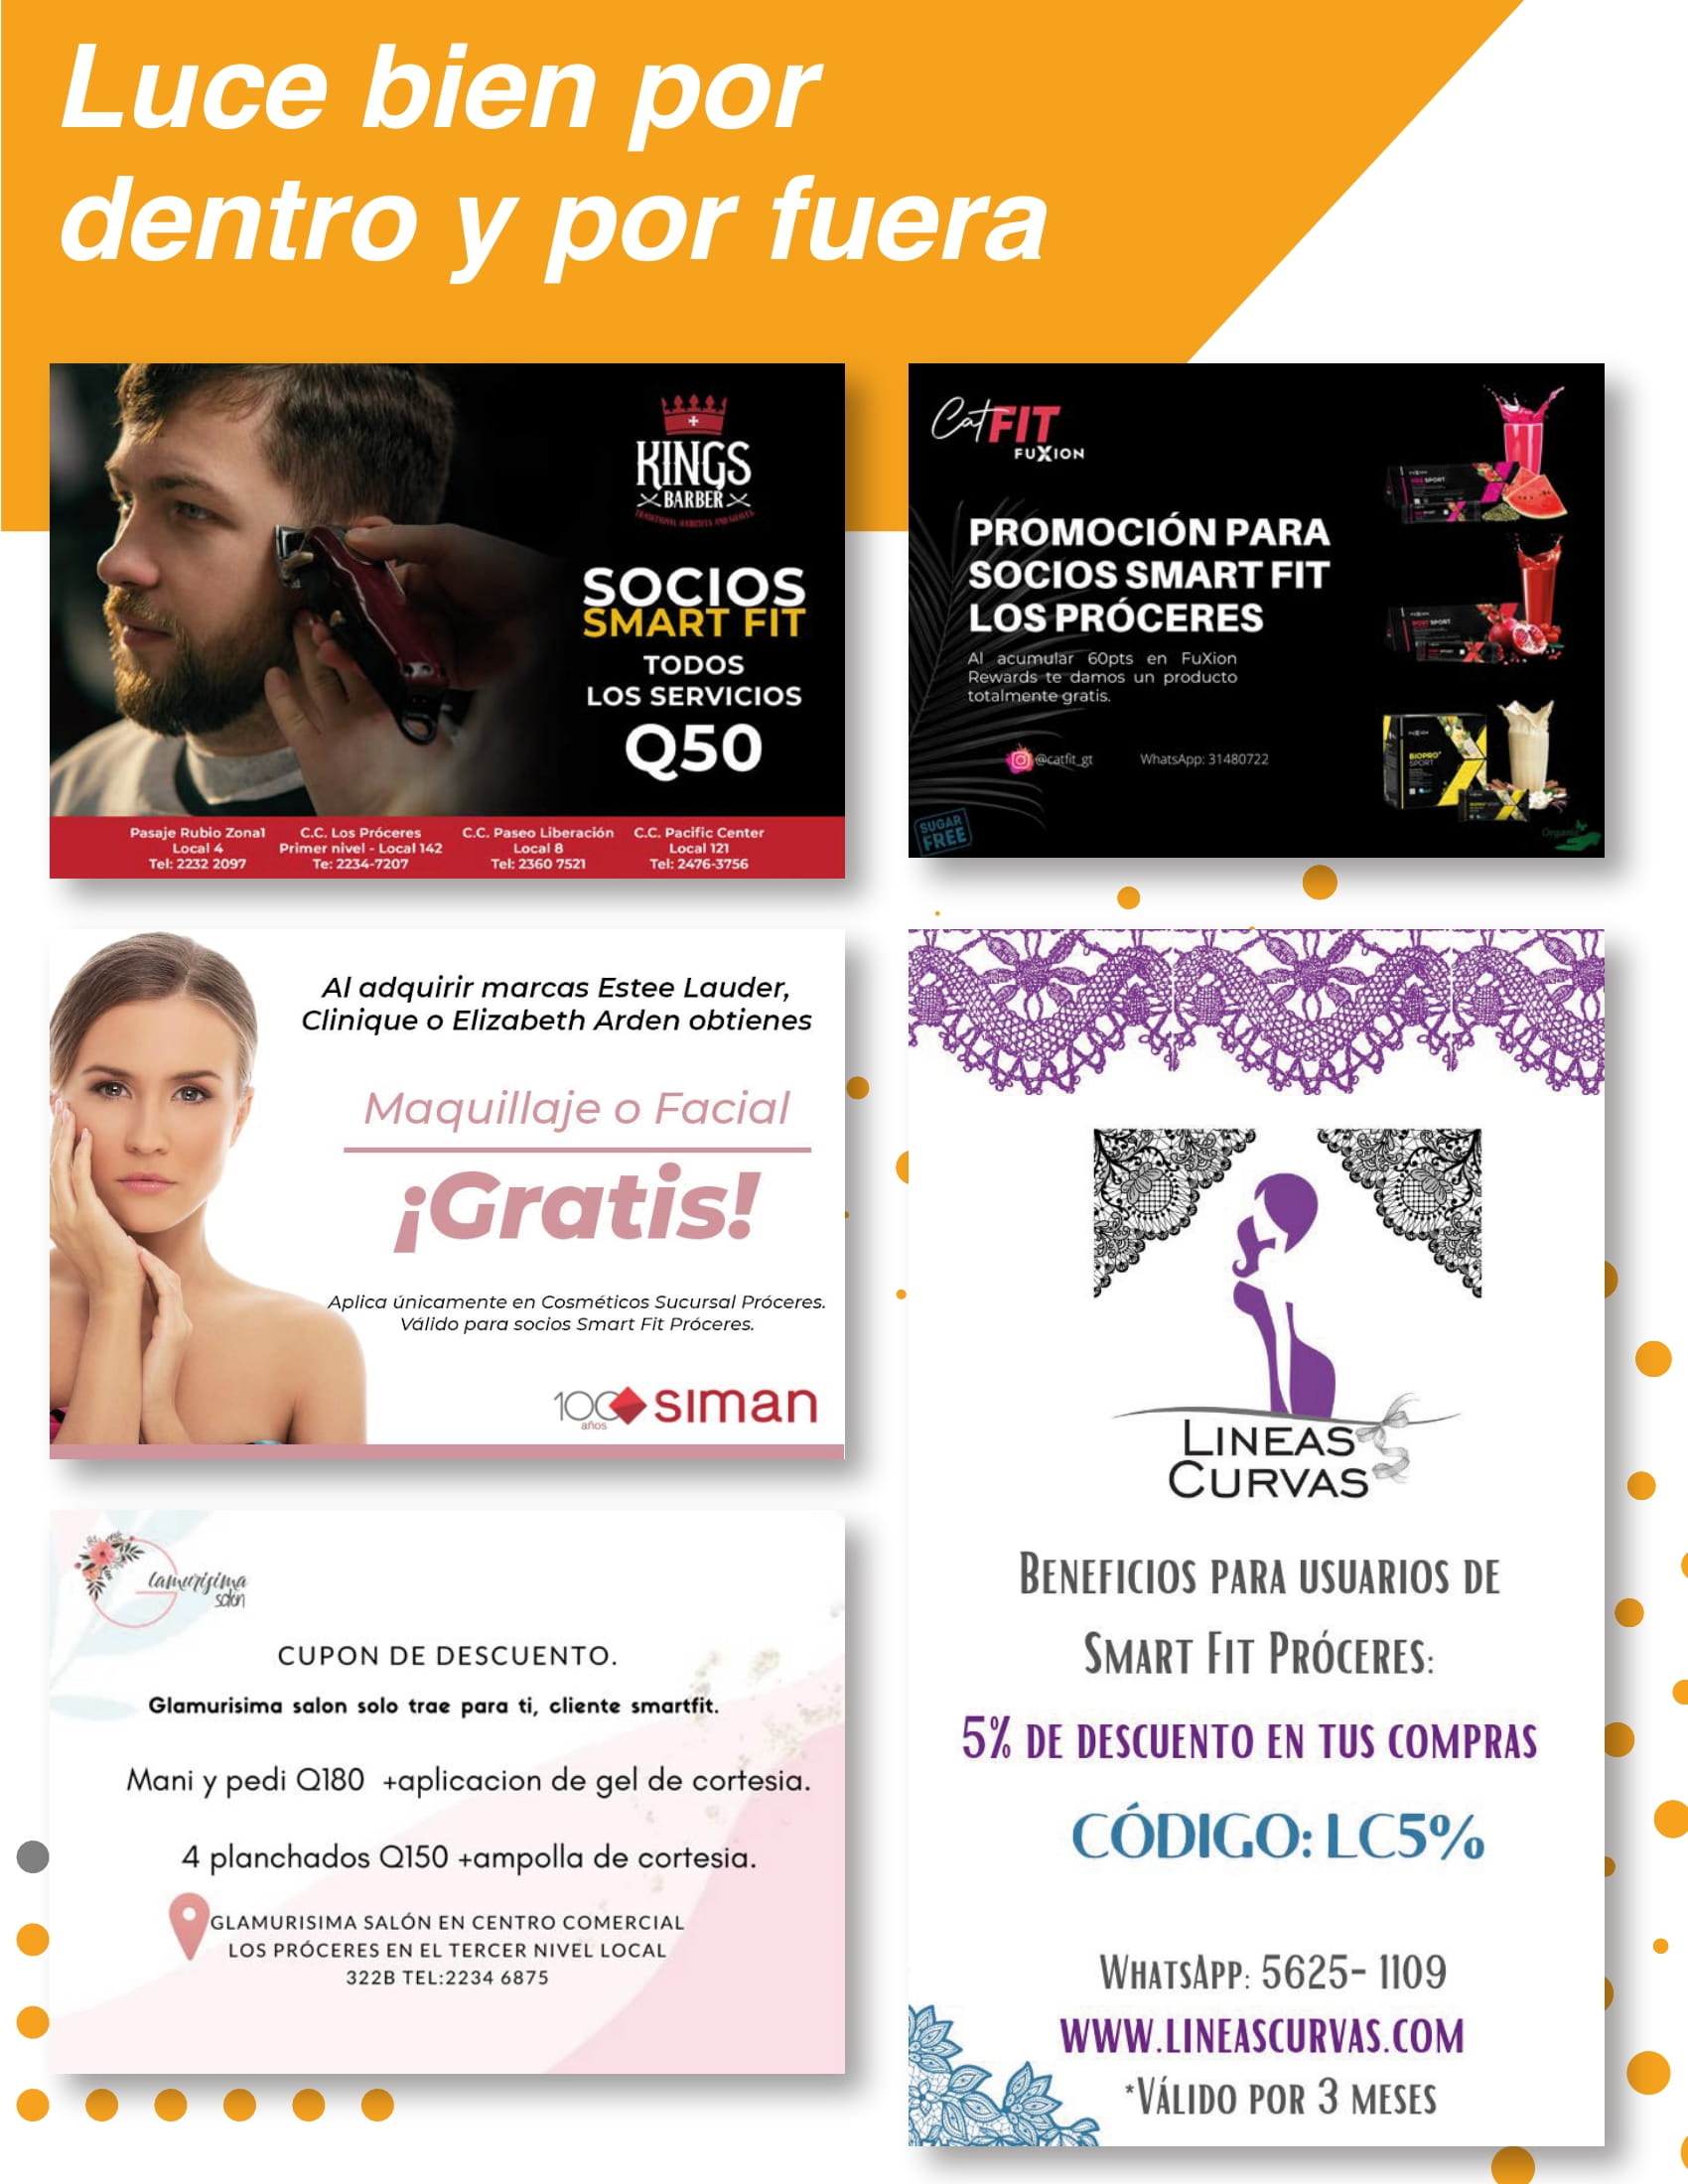 Luce bien por
dentro y por fuera
KINGS
BARBER
SOCIOS
SMART FIT
TODOS
LOS SERVICIOS
Q50
Pasaje Rubio Zona1
Local 4
Tel: 2232 2097
C.C. Los Próceres
Primer nivel - Local 142
Te: 2234-7207
C.C. Paseo Liberación
Local 8
Tel: 2360 7521
C.C. Pacific Center
Local 121
Tel: 2476-3756
CatFIT
FUXION
PROMOCIÓN PARA
SOCIOS SMART FIT
LOS PRÓCERES
Al acumular 60pts en FuXion
Rewards te damos un producto
totalmente gratis.
@catfit_gt
WhatsApp: 31480722
BIOPRO+
SPORT
SUGAR
FREE
Organic
Al adquirir marcas Estee Lauder,
Clinique o Elizabeth Arden obtienes
Maquillaje o Facial
¡Gratis!
Aplica únicamente en Cosméticos Sucursal Próceres.
Válido para socios Smart Fit Próceres.
100 siman
años
Glamurisima
salón
CUPON DE DESCUENTO.
Glamurisima salon solo trae para ti, cliente smartfit.
Mani y pedi Q180 +aplicacion de gel de cortesia.
4 planchados Q150 +ampolla de cortesia.
GLAMURISIMA SALÓN EN CENTRO COMERCIAL
LOS PRÓCERES EN EL TERCER NIVEL LOCAL
322B TEL:2234 6875
LINEAS
CURVAS
BENEFICIOS PARA USUARIOS DE
SMART FIT PRÓCERES:
5% DE DESCUENTO EN TUS COMPRAS
CÓDIGO: LC5%
WHATSAPP: 5625- 1109
WWW.LINEASCURVAS.COM
*VÁLIDO POR 3 MESES